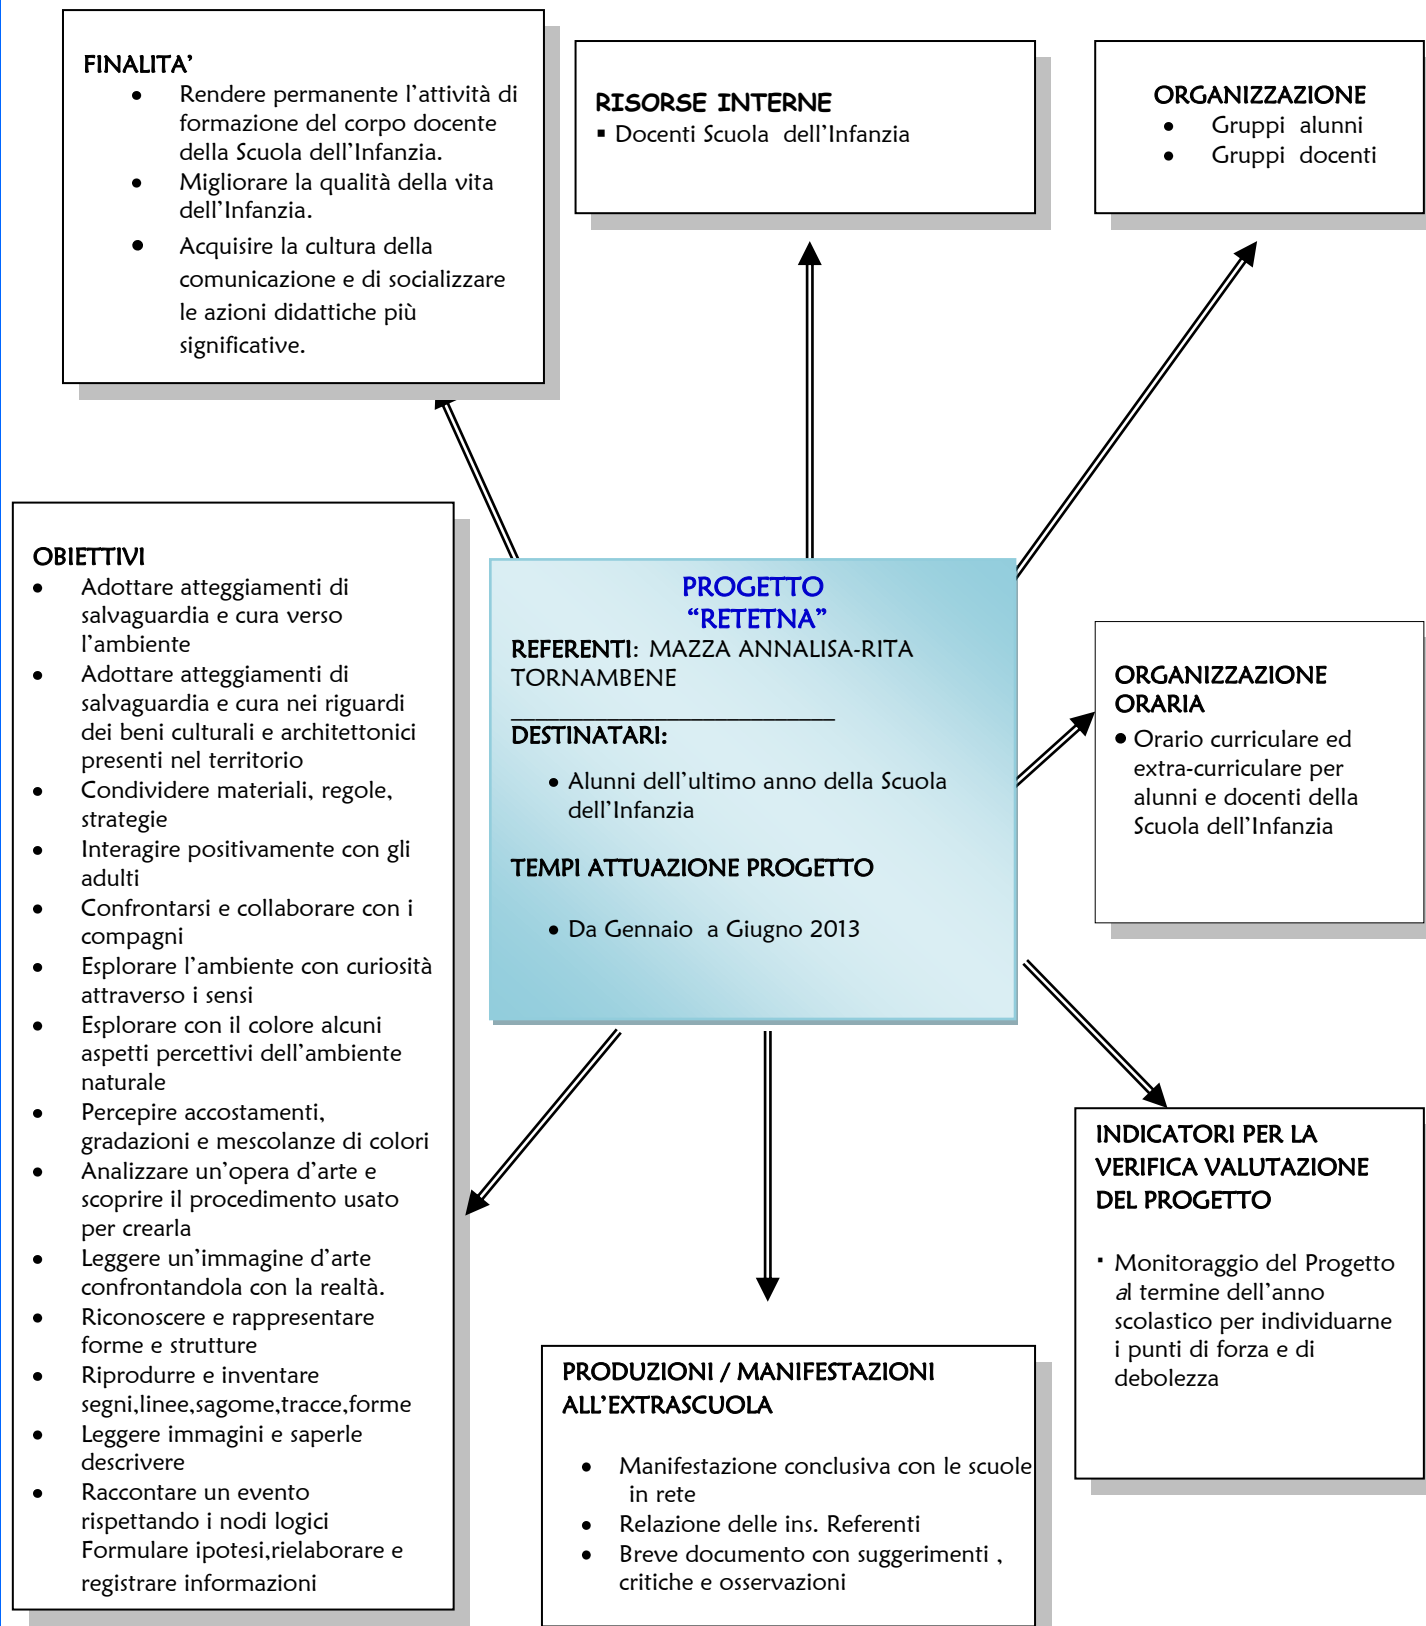 FINALITA’
• Rendere permanente l’attività di
formazione del corpo docente
della Scuola dell’Infanzia.
• Migliorare la qualità della vita
dell’Infanzia.
• Acquisire la cultura della
comunicazione e di socializzare
le azioni didattiche più
significative.
RISORSE INTERNE
▪ Docenti Scuola dell’Infanzia
ORGANIZZAZIONE
• Gruppi alunni
• Gruppi docenti
OBIETTIVI
• Adottare atteggiamenti di
salvaguardia e cura verso
l’ambiente
• Adottare atteggiamenti di
salvaguardia e cura nei riguardi
dei beni culturali e architettonici
presenti nel territorio
• Condividere materiali, regole,
strategie
• Interagire positivamente con gli
adulti
• Confrontarsi e collaborare con i
compagni
• Esplorare l’ambiente con curiosità
attraverso i sensi
• Esplorare con il colore alcuni
aspetti percettivi dell’ambiente
naturale
• Percepire accostamenti,
gradazioni e mescolanze di colori
• Analizzare un’opera d’arte e
scoprire il procedimento usato
per crearla
• Leggere un’immagine d’arte
confrontandola con la realtà.
• Riconoscere e rappresentare
forme e strutture
• Riprodurre e inventare
segni,linee,sagome,tracce,forme
• Leggere immagini e saperle
descrivere
• Raccontare un evento
rispettando i nodi logici
Formulare ipotesi,rielaborare e
registrare informazioni
PROGETTO
“RETETNA”
REFERENTI: MAZZA ANNALISA-RITA
TORNAMBENE
___________________________
DESTINATARI:
• Alunni dell’ultimo anno della Scuola
dell’Infanzia
TEMPI ATTUAZIONE PROGETTO
• Da Gennaio a Giugno 2013
ORGANIZZAZIONE
ORARIA
• Orario curriculare ed
extra-curriculare per
alunni e docenti della
Scuola dell’Infanzia
INDICATORI PER LA
VERIFICA VALUTAZIONE
DEL PROGETTO
▪ Monitoraggio del Progetto
al termine dell’anno
scolastico per individuarne
i punti di forza e di
debolezza
PRODUZIONI / MANIFESTAZIONI
ALL’EXTRASCUOLA
• Manifestazione conclusiva con le scuole
in rete
• Relazione delle ins. Referenti
• Breve documento con suggerimenti ,
critiche e osservazioni